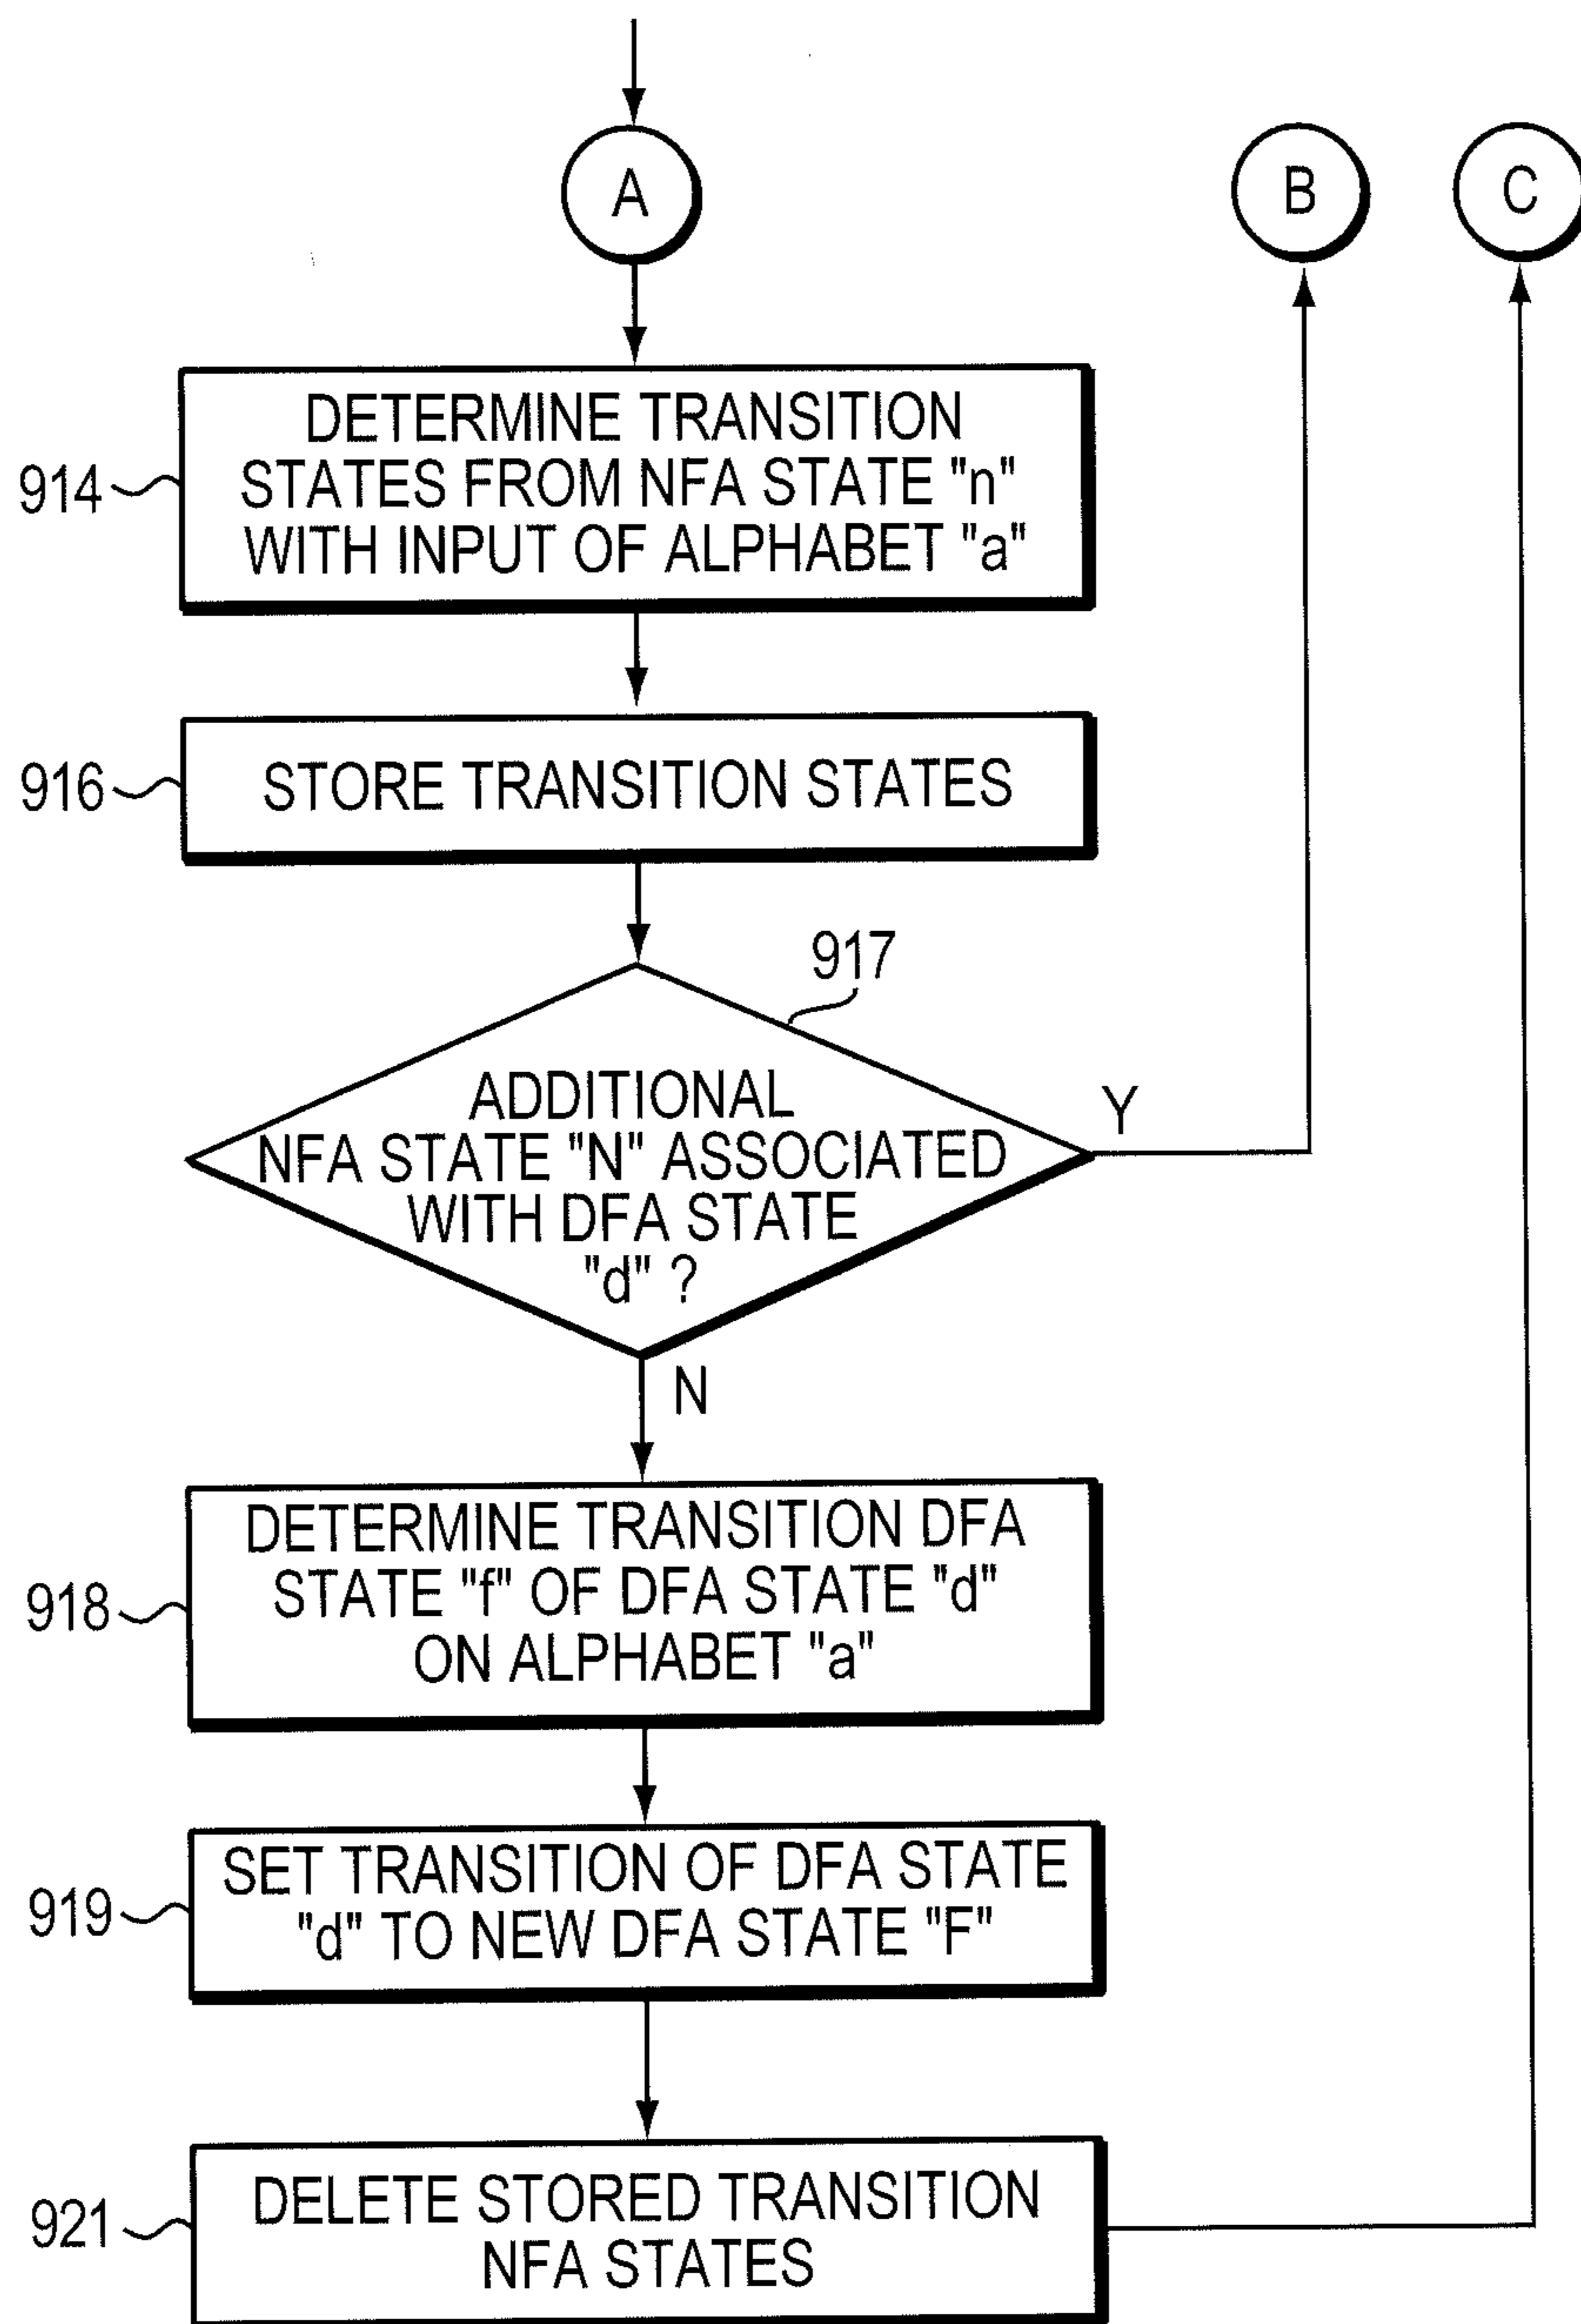 A
B
C
914
DETERMINE TRANSITION
STATES FROM NFA STATE "n"
WITH INPUT OF ALPHABET "a"
916
STORE TRANSITION STATES
917
ADDITIONAL
NFA STATE "N" ASSOCIATED
WITH DFA STATE
"d" ?
Y
N
918
DETERMINE TRANSITION DFA
STATE "f" OF DFA STATE "d"
ON ALPHABET "a"
919
SET TRANSITION OF DFA STATE
"d" TO NEW DFA STATE "F"
921
DELETE STORED TRANSITION
NFA STATES